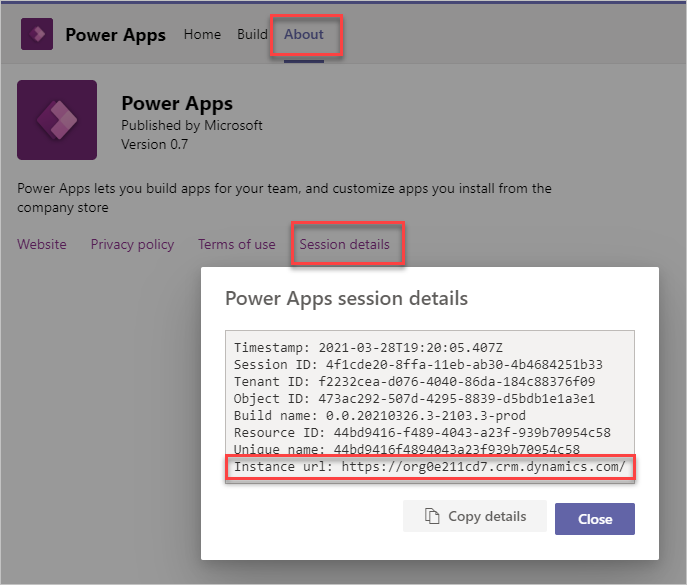 Power Apps Home Build About
Power Apps
Published by Microsoft
Version 0.7
Power Apps lets you build apps for your team, and customize apps you install from the
company store
Website Privacy policy Terms of use Session details
Power Apps session details
Timestamp: 2021-03-28T19:20:05.407Z
Session ID: 4f1cde20-8ffa-11eb-ab30-4b4684251b33
Tenant ID: f2232cea-d076-4040-86da-184c88376f09
Object ID: 473ac292-507d-4295-8839-d5bdb1e1a3e1
Build name: 0.0.20210326.3-2103.3-prod
Resource ID: 44bd9416-f489-4043-a23f-939b70954c58
Unique name: 44bd9416f4894043a23f939b70954c58
Instance url: https://org0e211cd7.crm.dynamics.com/
Copy details Close